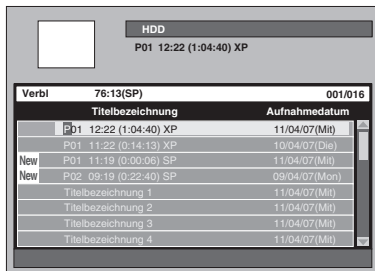 HDD
P01 12:22 (1:04:40) XP
Verbl 76:13(SP) 001/016
Titelbezeichnung Aufnahmedatum
P01 12:22 (1:04:40) XP 11/04/07(Mit)
P01 11:22 (0:14:13) XP 10/04/07(Die)
New P01 11:19 (0:00:06) SP 11/04/07(Mit)
New P02 09:19 (0:22:40) SP 09/04/07(Mon)
Titelbezeichnung 1 11/04/07(Mit)
Titelbezeichnung 2 11/04/07(Mit)
Titelbezeichnung 3 11/04/07(Mit)
Titelbezeichnung 4 11/04/07(Mit)